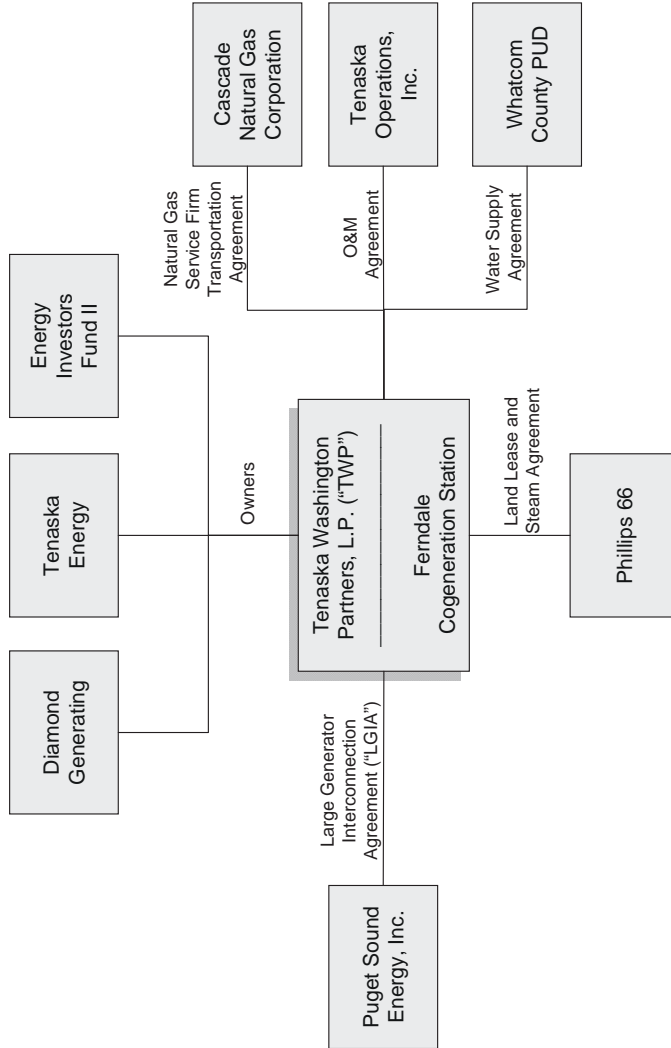 Diamond
Generating
Tenaska
Energy
Energy
Investors
Fund II
Owners
Puget Sound
Energy, Inc.
Large Generator
Interconnection
Agreement (“LGIA”)
Tenaska Washington
Partners, L.P. (“TWP”)
Ferndale
Cogeneration Station
Natural Gas
Service Firm
Transportation
Agreement
Cascade
Natural Gas
Corporation
O&M
Agreement
Tenaska
Operations,
Inc.
Water Supply
Agreement
Whatcom
County PUD
Land Lease and
Steam Agreement
Phillips 66